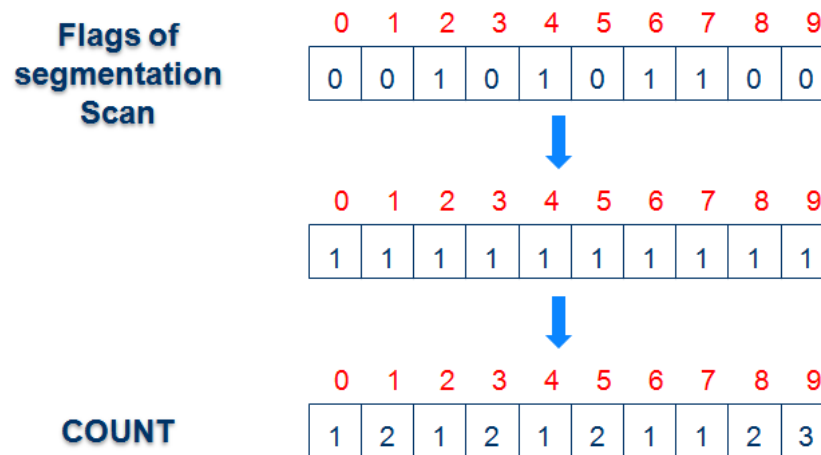 Flags of
segmentation
Scan
0 1 2 3 4 5 6 7 8 9
0 0 1 0 1 0 1 1 0 0
0 1 2 3 4 5 6 7 8 9
1 1 1 1 1 1 1 1 1 1
0 1 2 3 4 5 6 7 8 9
COUNT
1 2 1 2 1 2 1 1 2 3